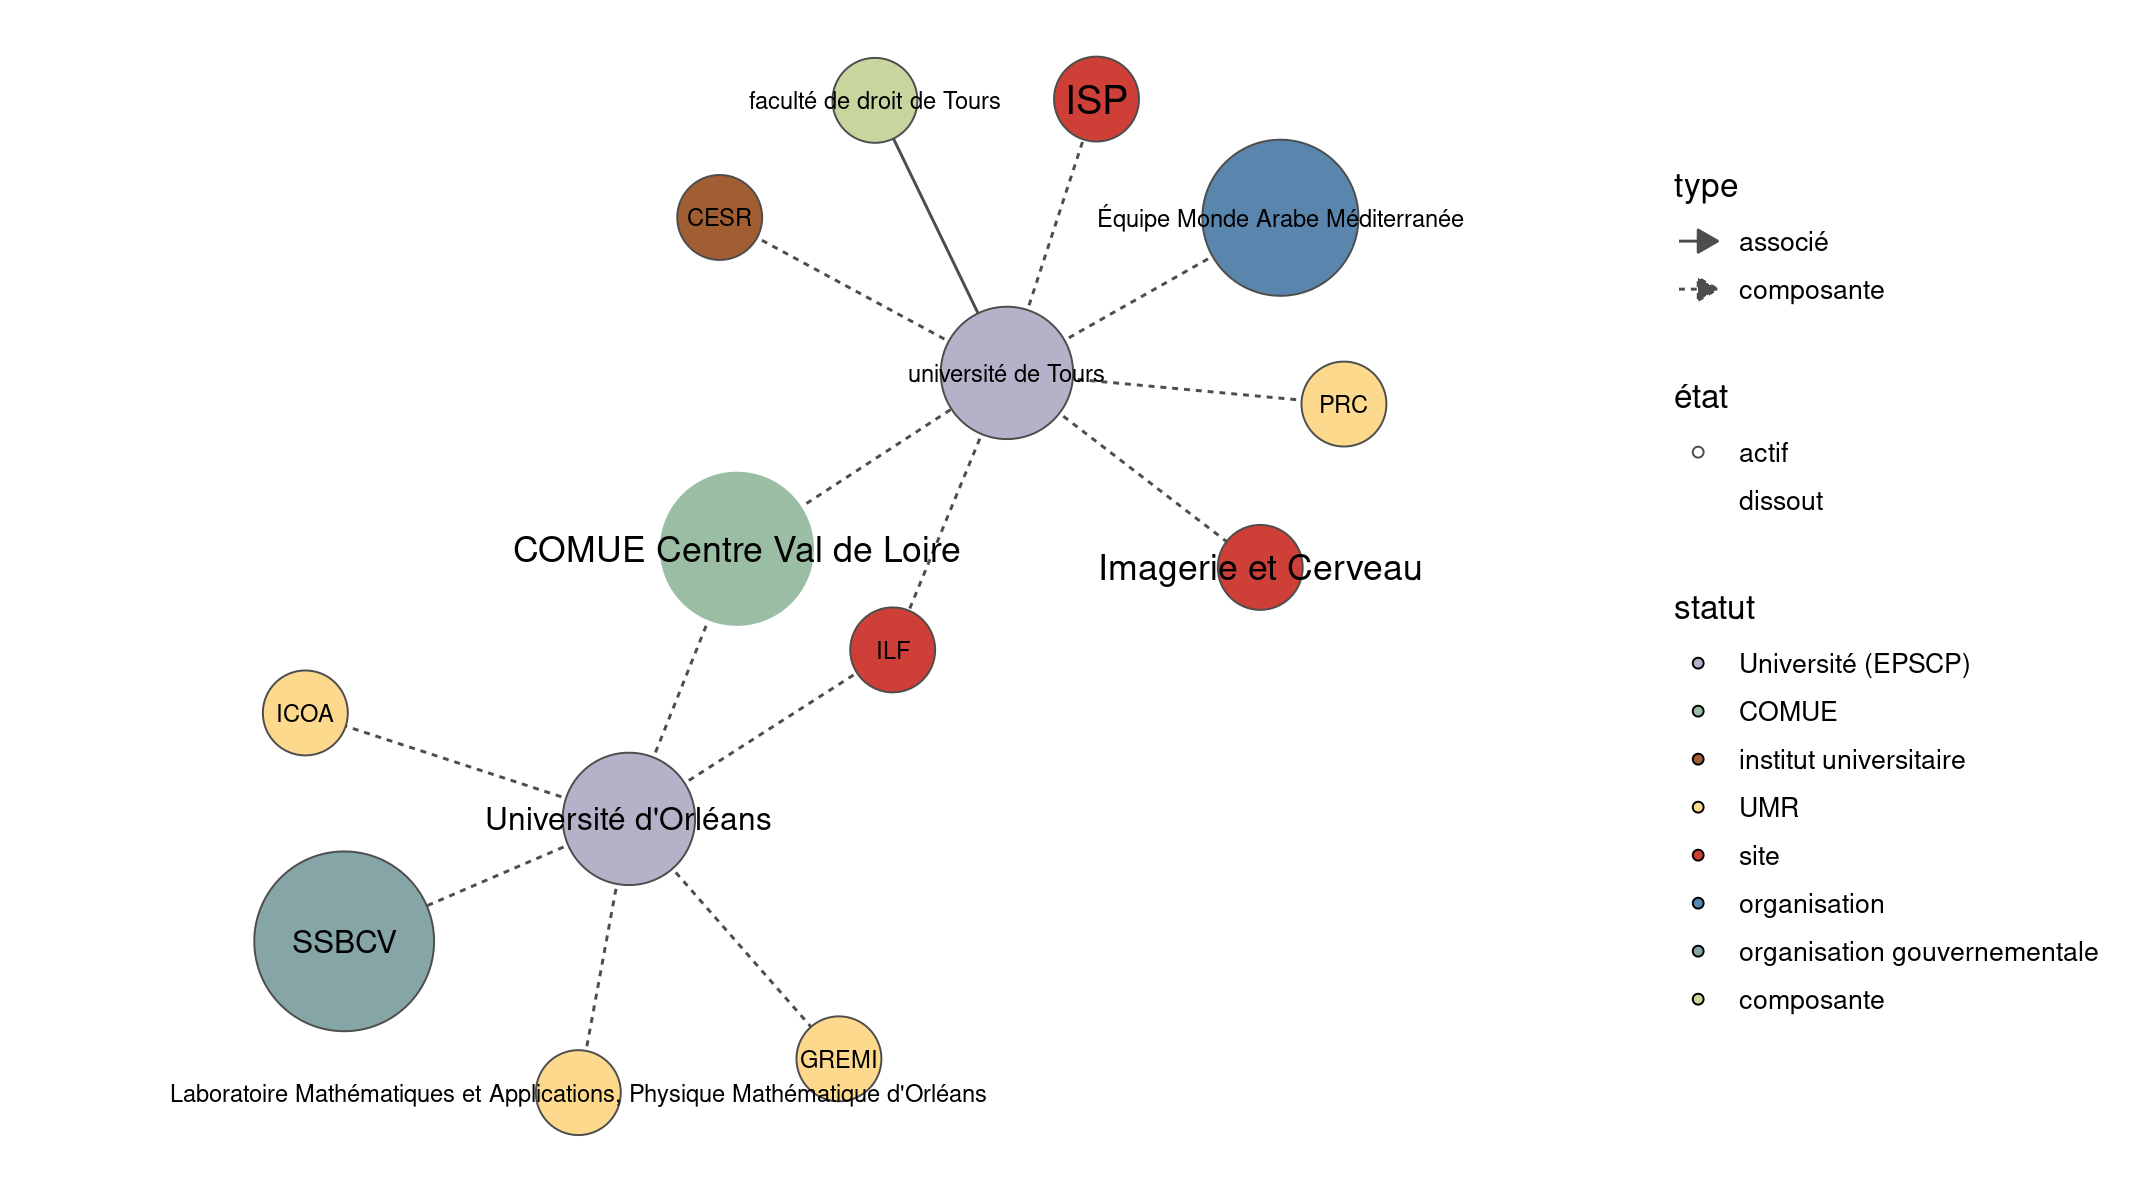 faculté de droit de Tours
ISP
CESR
Équipe Monde Arabe Méditerranée
université de Tours
PRC
COMUE Centre Val de Loire
Imagerie et Cerveau
ILF
ICOA
Université d'Orléans
SSBCV
GREMI
Laboratoire Mathématiques et Applications, Physique Mathématique d'Orléans
type
associé
composante
état
actif
dissout
statut
Université (EPSCP)
COMUE
institut universitaire
UMR
site
organisation
organisation gouvernementale
composante